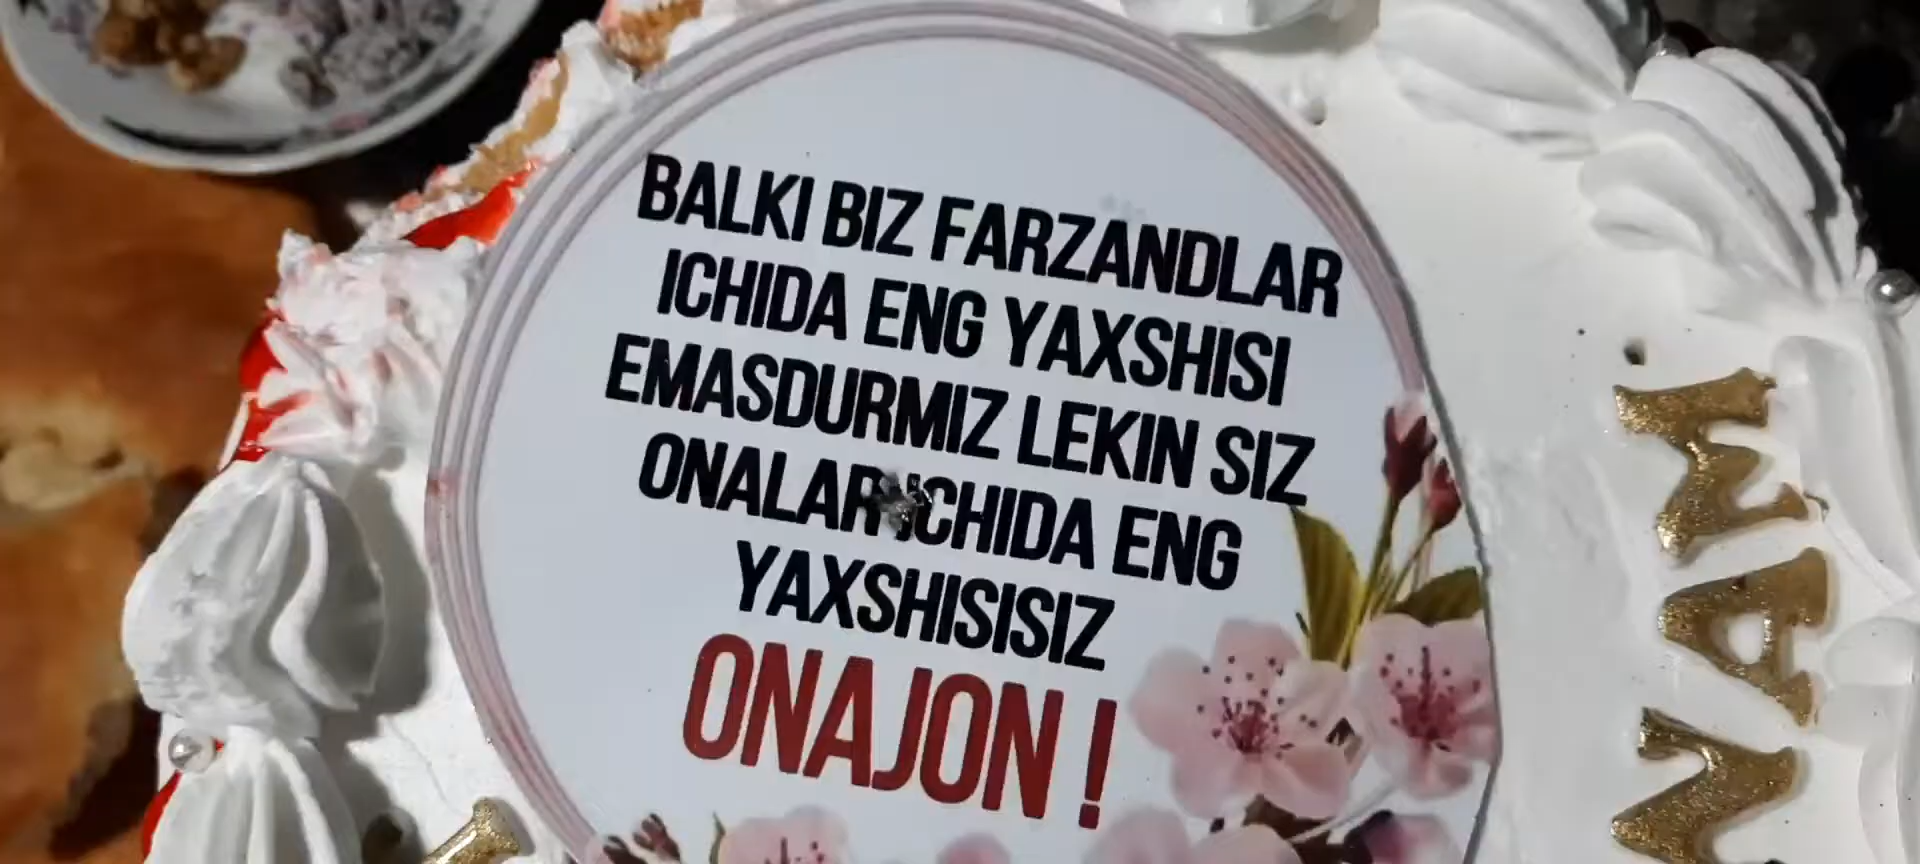 BALKI BIZ FARZANDLAR
ICHIDA ENG YAXSHISI
EMASDURMIZ LEKIN SIZ
ONALAR ICHIDA ENG
YAXSHISISIZ
ONAJON !